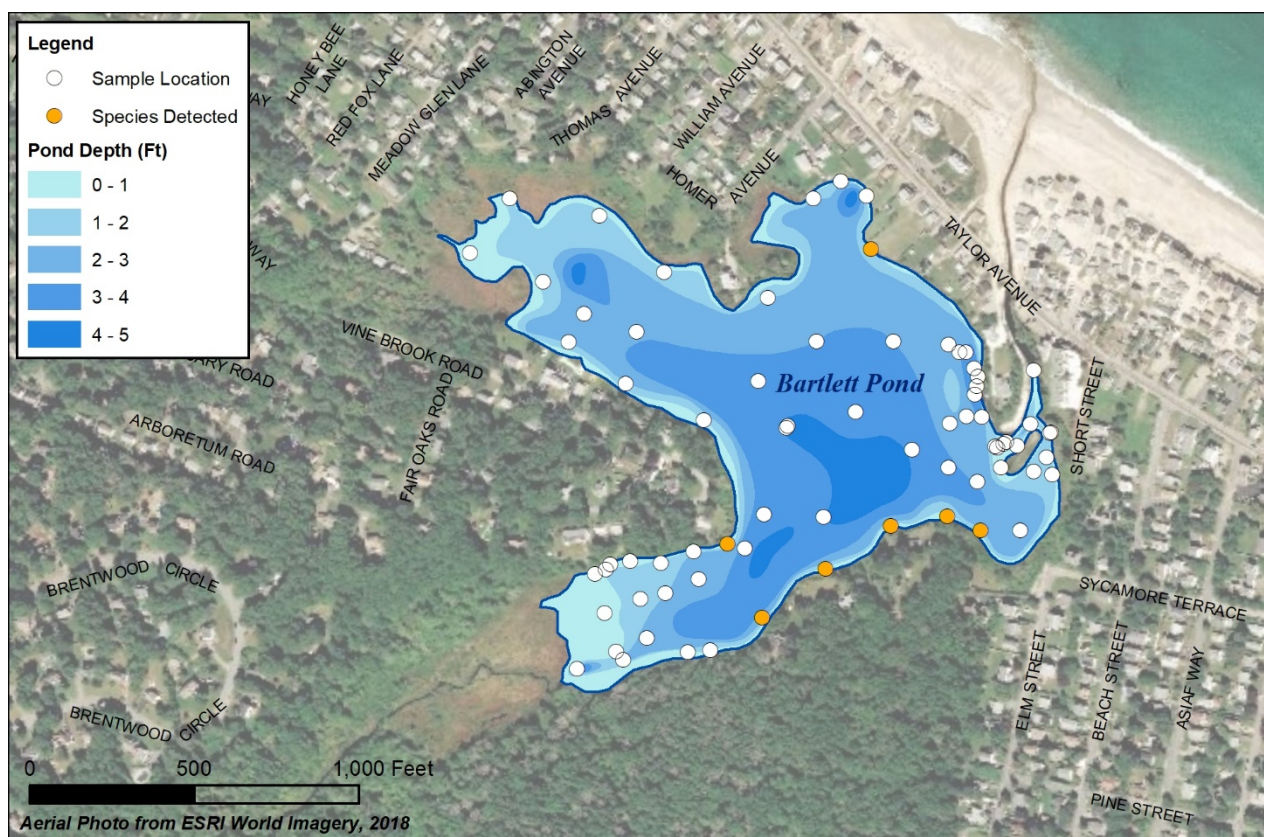 Legend
Sample Location
Species Detected
Pond Depth (Ft)
0 - 1
1 - 2
2 - 3
3 - 4
4 - 5
WAY
HONEY BEE
LANE
RED FOX LANE
MEADOW GLEN LANE
ABINGTON
AVENUE
THOMAS AVENUE
WILLIAM AVENUE
HOMER AVENUE
TAYLOR AVENUE
WAY
VINE BROOK ROAD
ARY ROAD
ARBORETUM ROAD
FAIR OAKS ROAD
Bartlett Pond
SHORT STREET
BRENTWOOD CIRCLE
SYCAMORE TERRACE
ELM STREET
BEACH STREET
ASIAF WAY
BRENTWOOD CIRCLE
PINE STREET
0 500 1,000 Feet
Aerial Photo from ESRI World Imagery, 2018